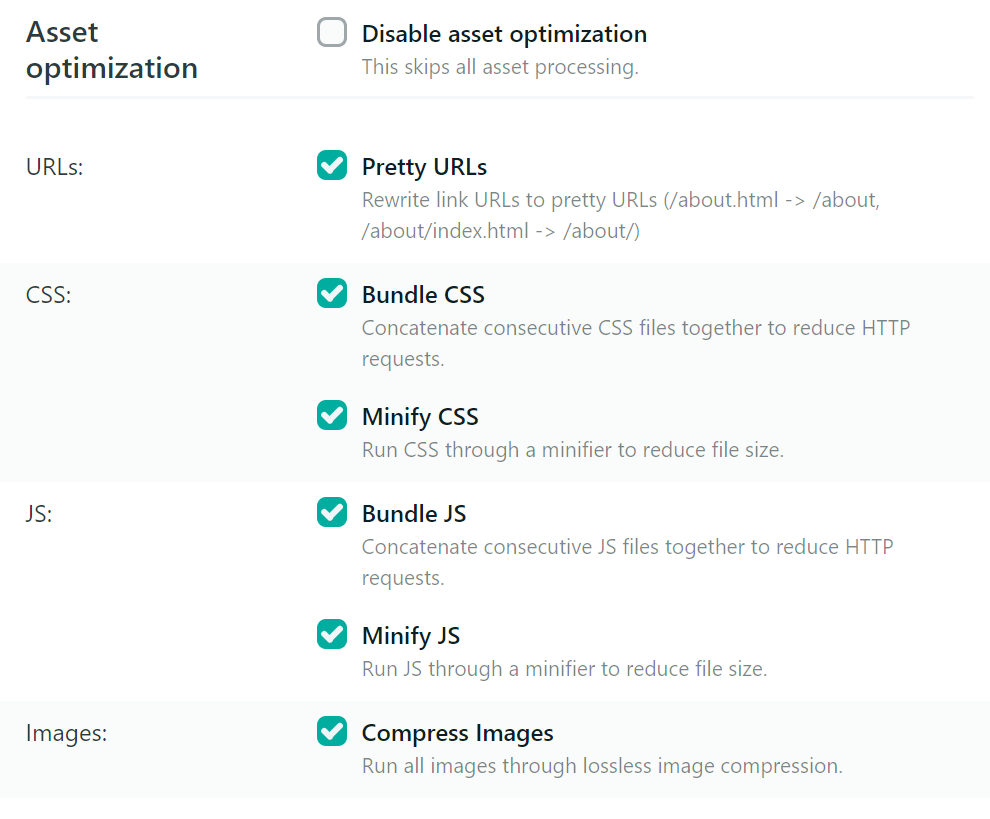 Asset
optimization
Disable asset optimization
This skips all asset processing.
URLs:
Pretty URLs
Rewrite link URLs to pretty URLs (/about.html -> /about,
/about/index.html -> /about/)
CSS:
Bundle CSS
Concatenate consecutive CSS files together to reduce HTTP
requests.
Minify CSS
Run CSS through a minifier to reduce file size.
JS:
Bundle JS
Concatenate consecutive JS files together to reduce HTTP
requests.
Minify JS
Run JS through a minifier to reduce file size.
Images:
Compress Images
Run all images through lossless image compression.